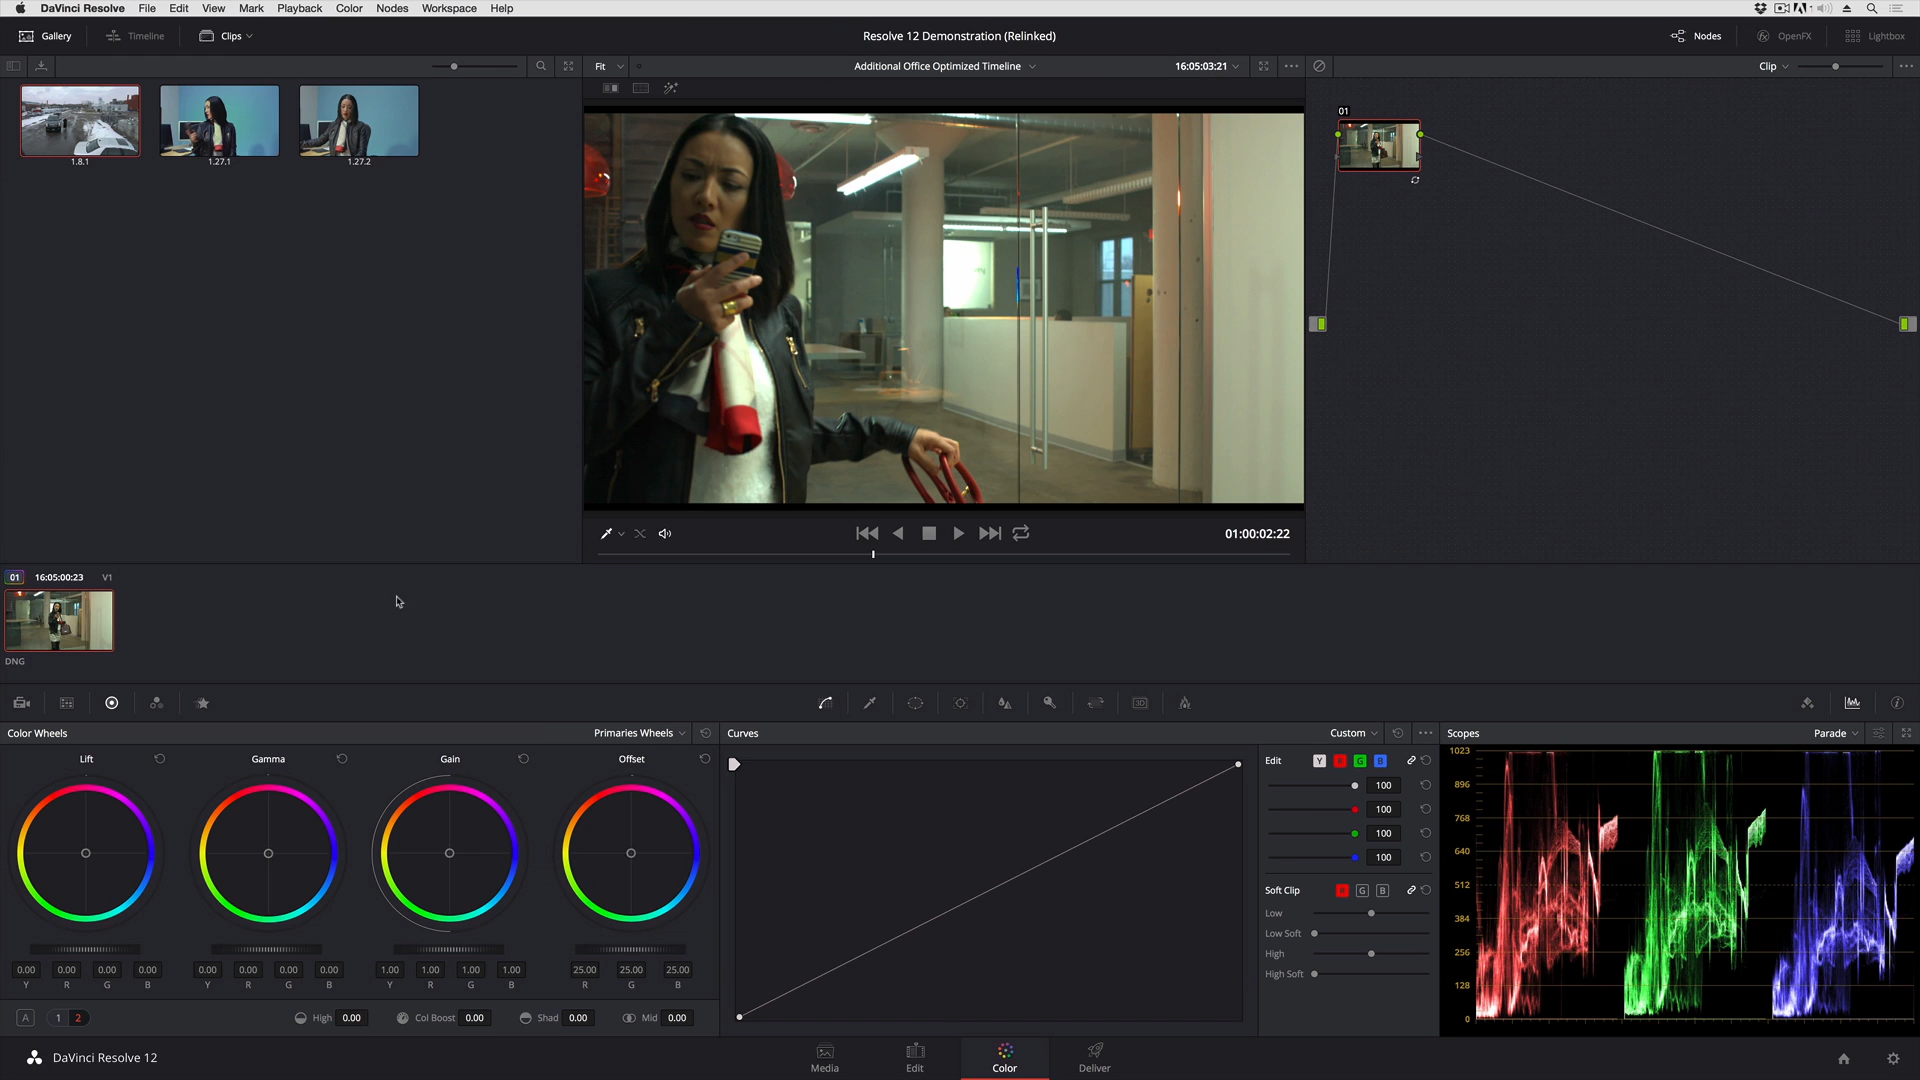 DaVinci Resolve File Edit View Mark Playback Color Nodes Workspace Help
Gallery Timeline Clips Resolve 12 Demonstration (Relinked) Nodes OpenFX Lightbox
Fit Additional Office Optimized Timeline 16:05:03:21 Clip
01
1.8.1 1.27.1 1.27.2
01:00:02:22
01 16:05:00:23 V1
DNG
3D
Color Wheels Primaries Wheels Curves Custom Scopes Parade
Lift Gamma Gain Offset
Edit Y R G B
100
100
100
100
Soft Clip R G B
Low
Low Soft
High
High Soft
1023
896
768
640
512
384
256
128
0
0.00 0.00 0.00 0.00 0.00 0.00 0.00 0.00 1.00 1.00 1.00 1.00 25.00 25.00 25.00
Y R G B Y R G B Y R G B R G B
A 1 2 High 0.00 Col Boost 0.00 Shad 0.00 Mid 0.00
DaVinci Resolve 12 Media Edit Color Deliver